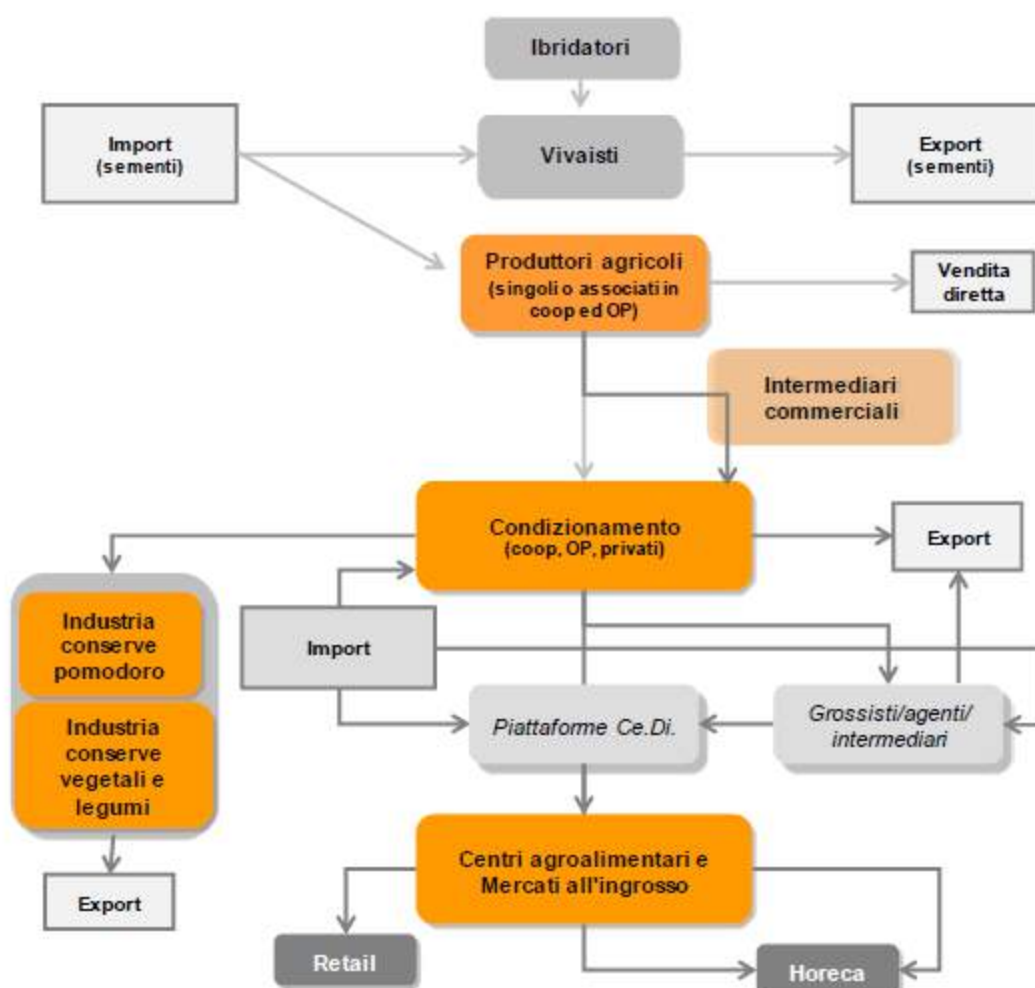 Ibridatori
Import
(sementi)
Vivaisti
Export
(sementi)
Produttori agricoli
(singoli o associati in
coop ed OP)
Vendita
diretta
Intermediari
commerciali
Condizionamento
(coop, OP, privati)
Export
Industria
conserve
pomodoro
Import
Industria
conserve
vegetali e
legumi
Piattaforme Ce.Di.
Grossisti/agenti/
intermediari
Centri agroalimentari e
Mercati all'ingrosso
Export
Retail
Horeca